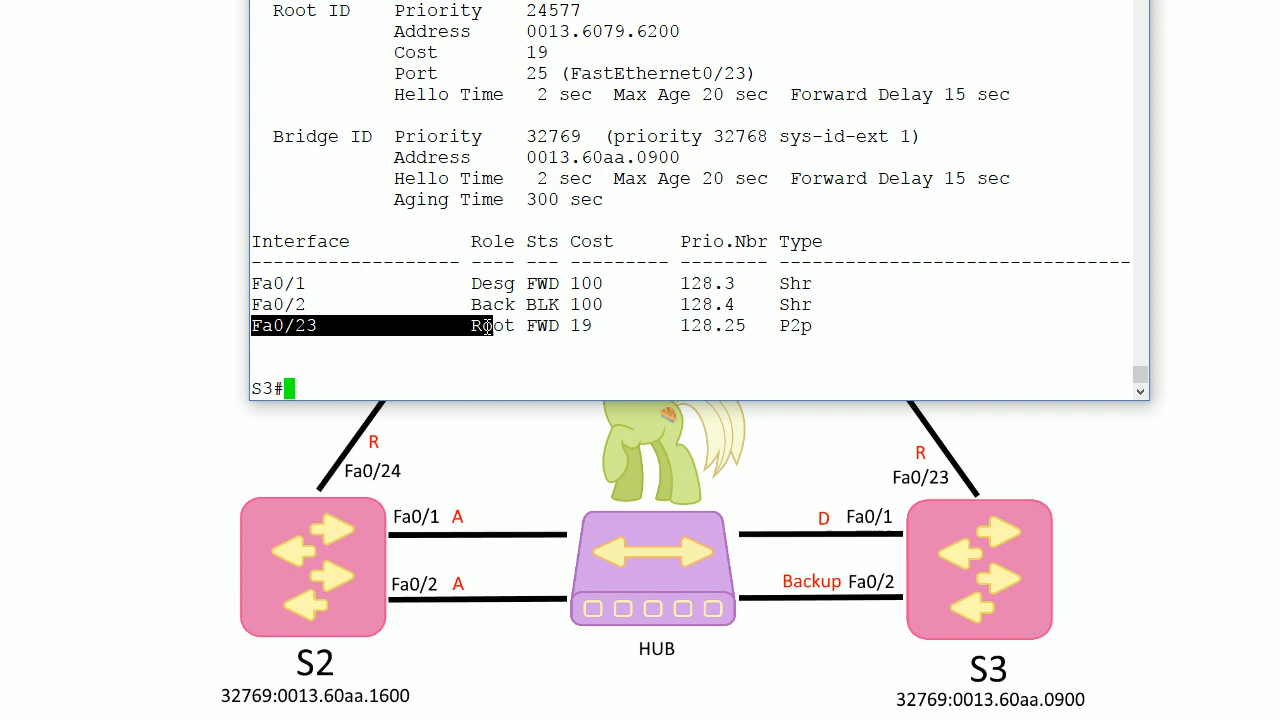 Root ID    Priority    24577
Address     0013.6079.6200
Cost        19
Port        25 (FastEthernet0/23)
Hello Time   2 sec  Max Age 20 sec  Forward Delay 15 sec
Bridge ID  Priority    32769  (priority 32768 sys-id-ext 1)
Address     0013.60aa.0900
Hello Time   2 sec  Max Age 20 sec  Forward Delay 15 sec
Aging Time  300 sec
Interface           Role Sts Cost      Prio.Nbr Type
------------------- ---- --- --------- -------- --------------------------------
Fa0/1               Desg FWD 100       128.3    Shr
Fa0/2               Back BLK 100       128.4    Shr
Fa0/23              Root FWD 19        128.25   P2p
S3#
R
Fa0/24
R
Fa0/23
Fa0/1 A
D Fa0/1
Fa0/2 A
Backup Fa0/2
HUB
S2
32769:0013.60aa.1600
S3
32769:0013.60aa.0900